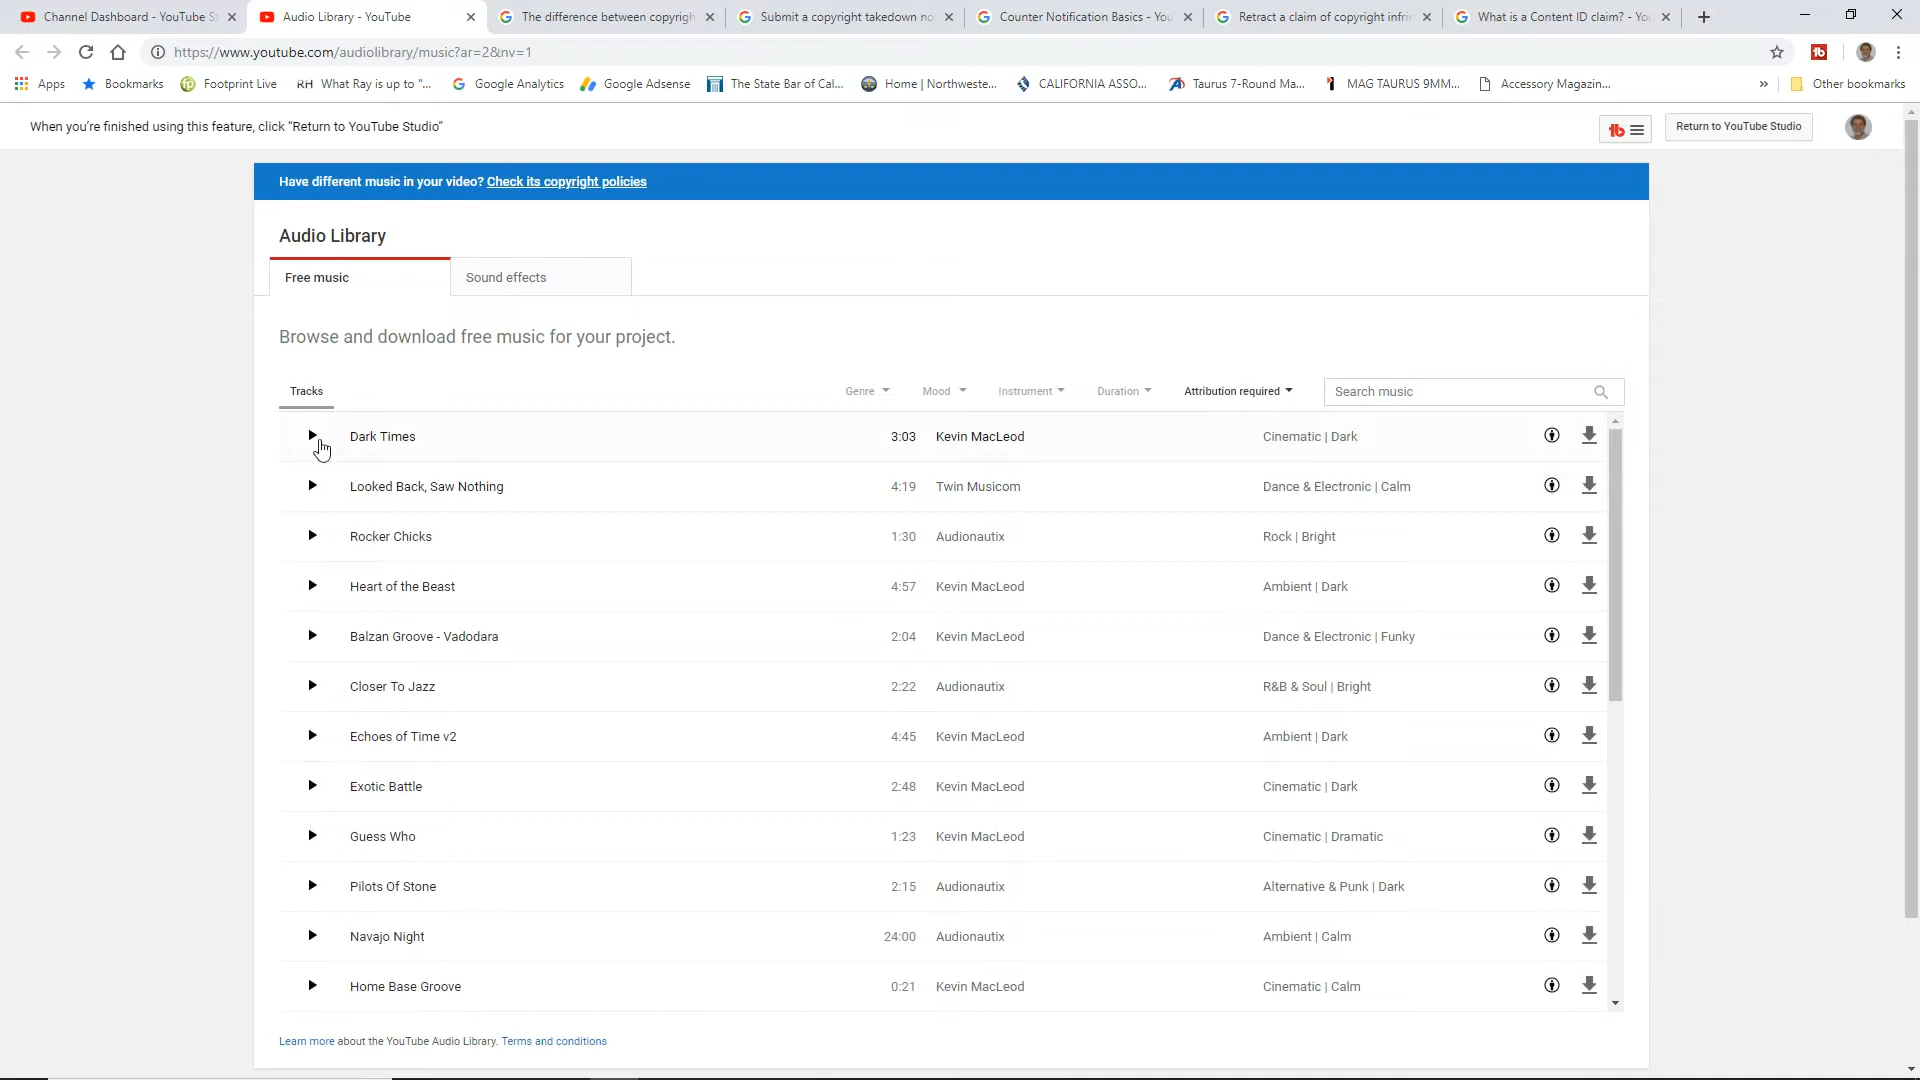 Channel Dashboard - YouTube St
Audio Library - YouTube
The difference between copyrigh
Submit a copyright takedown no
Counter Notification Basics - You
Retract a claim of copyright infri
What is a Content ID claim? - Yo
https://www.youtube.com/audiolibrary/music?ar=2&nv=1
Apps
Bookmarks
Footprint Live
RH What Ray is up to "...
Google Analytics
Google Adsense
The State Bar of Cal...
Home | Northweste...
CALIFORNIA ASSO...
Taurus 7-Round Ma...
MAG TAURUS 9MM...
Accessory Magazin...
»
Other bookmarks
When you're finished using this feature, click “Return to YouTube Studio”
tb
Return to YouTube Studio
Have different music in your video? Check its copyright policies
Audio Library
Free music
Sound effects
Browse and download free music for your project.
Tracks
Genre
Mood
Instrument
Duration
Attribution required
Search music
Dark Times 3:03 Kevin MacLeod Cinematic | Dark
Looked Back, Saw Nothing 4:19 Twin Musicom Dance & Electronic | Calm
Rocker Chicks 1:30 Audionautix Rock | Bright
Heart of the Beast 4:57 Kevin MacLeod Ambient | Dark
Balzan Groove - Vadodara 2:04 Kevin MacLeod Dance & Electronic | Funky
Closer To Jazz 2:22 Audionautix R&B & Soul | Bright
Echoes of Time v2 4:45 Kevin MacLeod Ambient | Dark
Exotic Battle 2:48 Kevin MacLeod Cinematic | Dark
Guess Who 1:23 Kevin MacLeod Cinematic | Dramatic
Pilots Of Stone 2:15 Audionautix Alternative & Punk | Dark
Navajo Night 24:00 Audionautix Ambient | Calm
Home Base Groove 0:21 Kevin MacLeod Cinematic | Calm
Learn more about the YouTube Audio Library. Terms and conditions